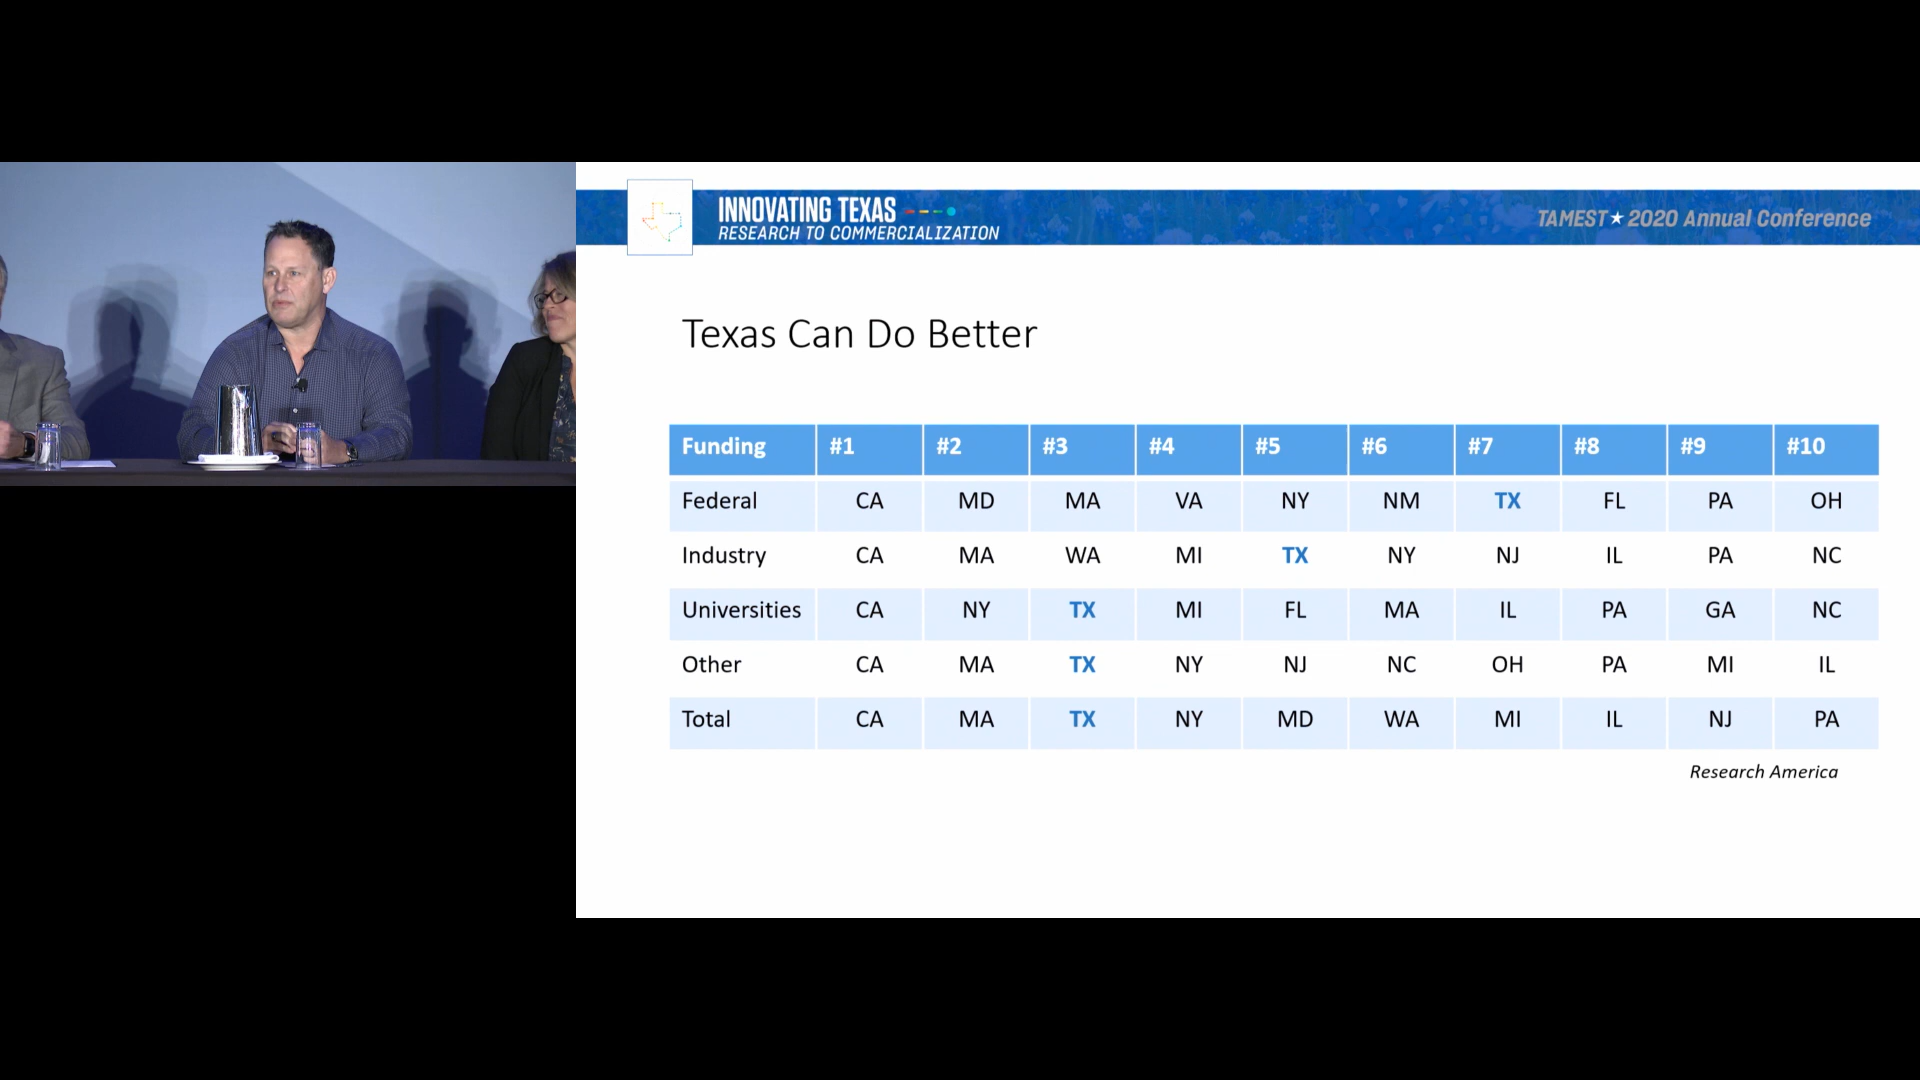 INNOVATING TEXAS
RESEARCH TO COMMERCIALIZATION
TAMEST★2020 Annual Conference
Texas Can Do Better
Funding #1 #2 #3 #4 #5 #6 #7 #8 #9 #10
Federal CA MD MA VA NY NM TX FL PA OH
Industry CA MA WA MI TX NY NJ IL PA NC
Universities CA NY TX MI FL MA IL PA GA NC
Other CA MA TX NY NJ NC OH PA MI IL
Total CA MA TX NY MD WA MI IL NJ PA
Research America